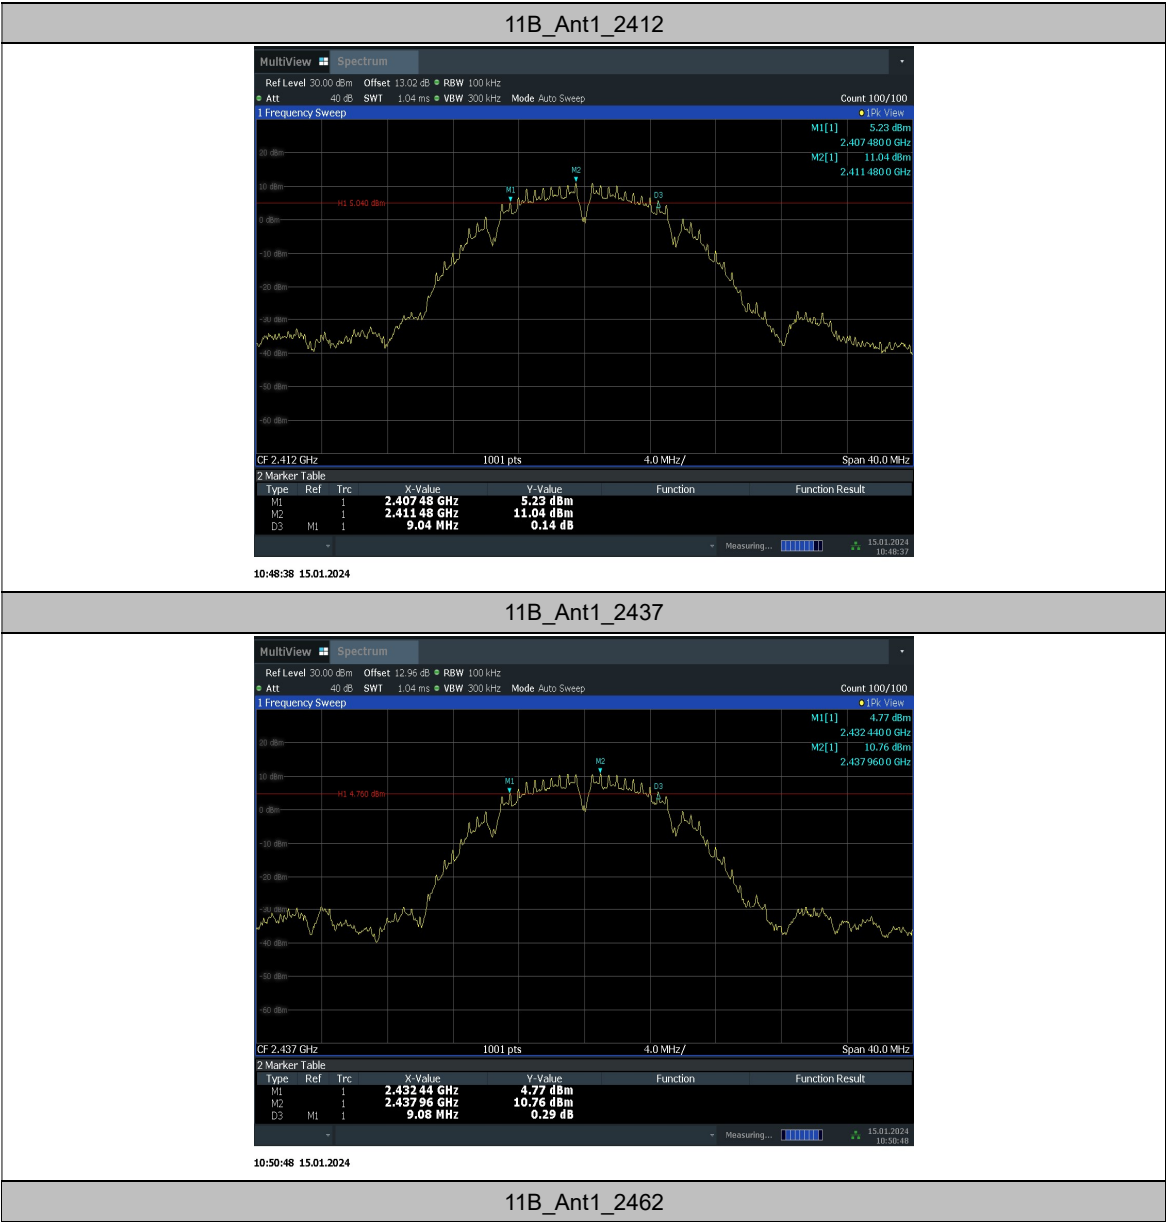 11B_Ant1_2412
MultiView Spectrum
Ref Level 30.00 dBm Offset 13.02 dB RBW 100 kHz
Att 40 dB SWT 1.04 ms VBW 300 kHz Mode Auto Sweep Count 100/100
1 Frequency Sweep 1Pk View
M1[1] 5.23 dBm
2.407 480 0 GHz
M2[1] 11.04 dBm
2.411 480 0 GHz
20 dBm
M2
10 dBm
M1
D3
H1 5.040 dBm
0 dBm
-10 dBm
-20 dBm
-30 dBm
-40 dBm
-50 dBm
-60 dBm
CF 2.412 GHz 1001 pts 4.0 MHz/ Span 40.0 MHz
2 Marker Table
Type Ref Trc X-Value Y-Value Function Function Result
M1 1 2.407 48 GHz 5.23 dBm
M2 1 2.411 48 GHz 11.04 dBm
D3 M1 1 9.04 MHz 0.14 dB
Measuring... 15.01.2024
10:48:37
10:48:38 15.01.2024
11B_Ant1_2437
MultiView Spectrum
Ref Level 30.00 dBm Offset 12.96 dB RBW 100 kHz
Att 40 dB SWT 1.04 ms VBW 300 kHz Mode Auto Sweep Count 100/100
1 Frequency Sweep 1Pk View
M1[1] 4.77 dBm
2.432 440 0 GHz
M2[1] 10.76 dBm
2.437 960 0 GHz
20 dBm
M2
10 dBm
M1
D3
H1 4.760 dBm
0 dBm
-10 dBm
-20 dBm
-30 dBm
-40 dBm
-50 dBm
-60 dBm
CF 2.437 GHz 1001 pts 4.0 MHz/ Span 40.0 MHz
2 Marker Table
Type Ref Trc X-Value Y-Value Function Function Result
M1 1 2.432 44 GHz 4.77 dBm
M2 1 2.437 96 GHz 10.76 dBm
D3 M1 1 9.08 MHz 0.29 dB
Measuring... 15.01.2024
10:50:48
10:50:48 15.01.2024
11B_Ant1_2462